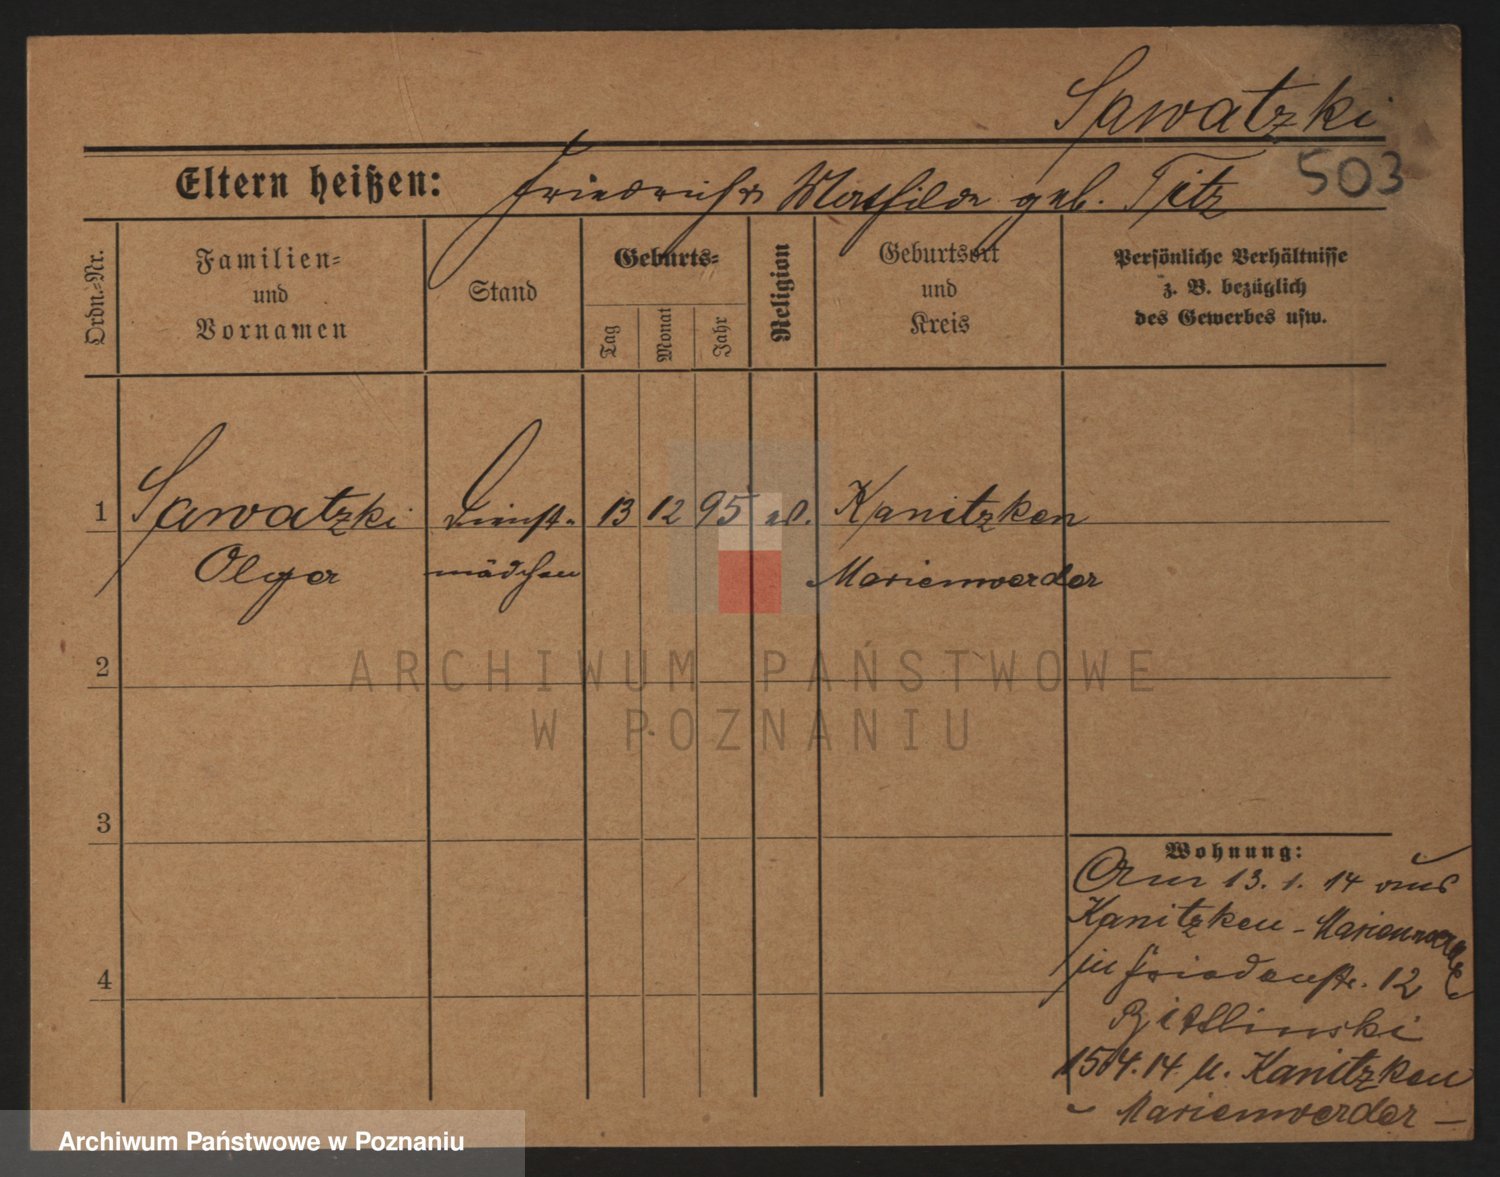 Sawatzki
503
Eltern heißen: Friedrich u Mathilde geb. Titz
Ordn.-Nr.
Familien- und Vornamen
Stand
Geburts-
Tag
Monat
Jahr
Religion
Geburtsort und Kreis
Persönliche Verhältnisse z. B. bezüglich des Gewerbes usw.
1 Sawatzki Dienst- 13 12 95 ev. Kanitzken
Olga mädchen Marienwerder
2
3
4
Wohnung:
Am 13. 1. 14 aus
Kanitzken - Marienwerder
in Friedenstr. 12
15.4.14 n. Kanitzken
- Marienwerder -
ARCHIWUM PAŃSTWOWE
W POZNANIU
Archiwum Państwowe w Poznaniu